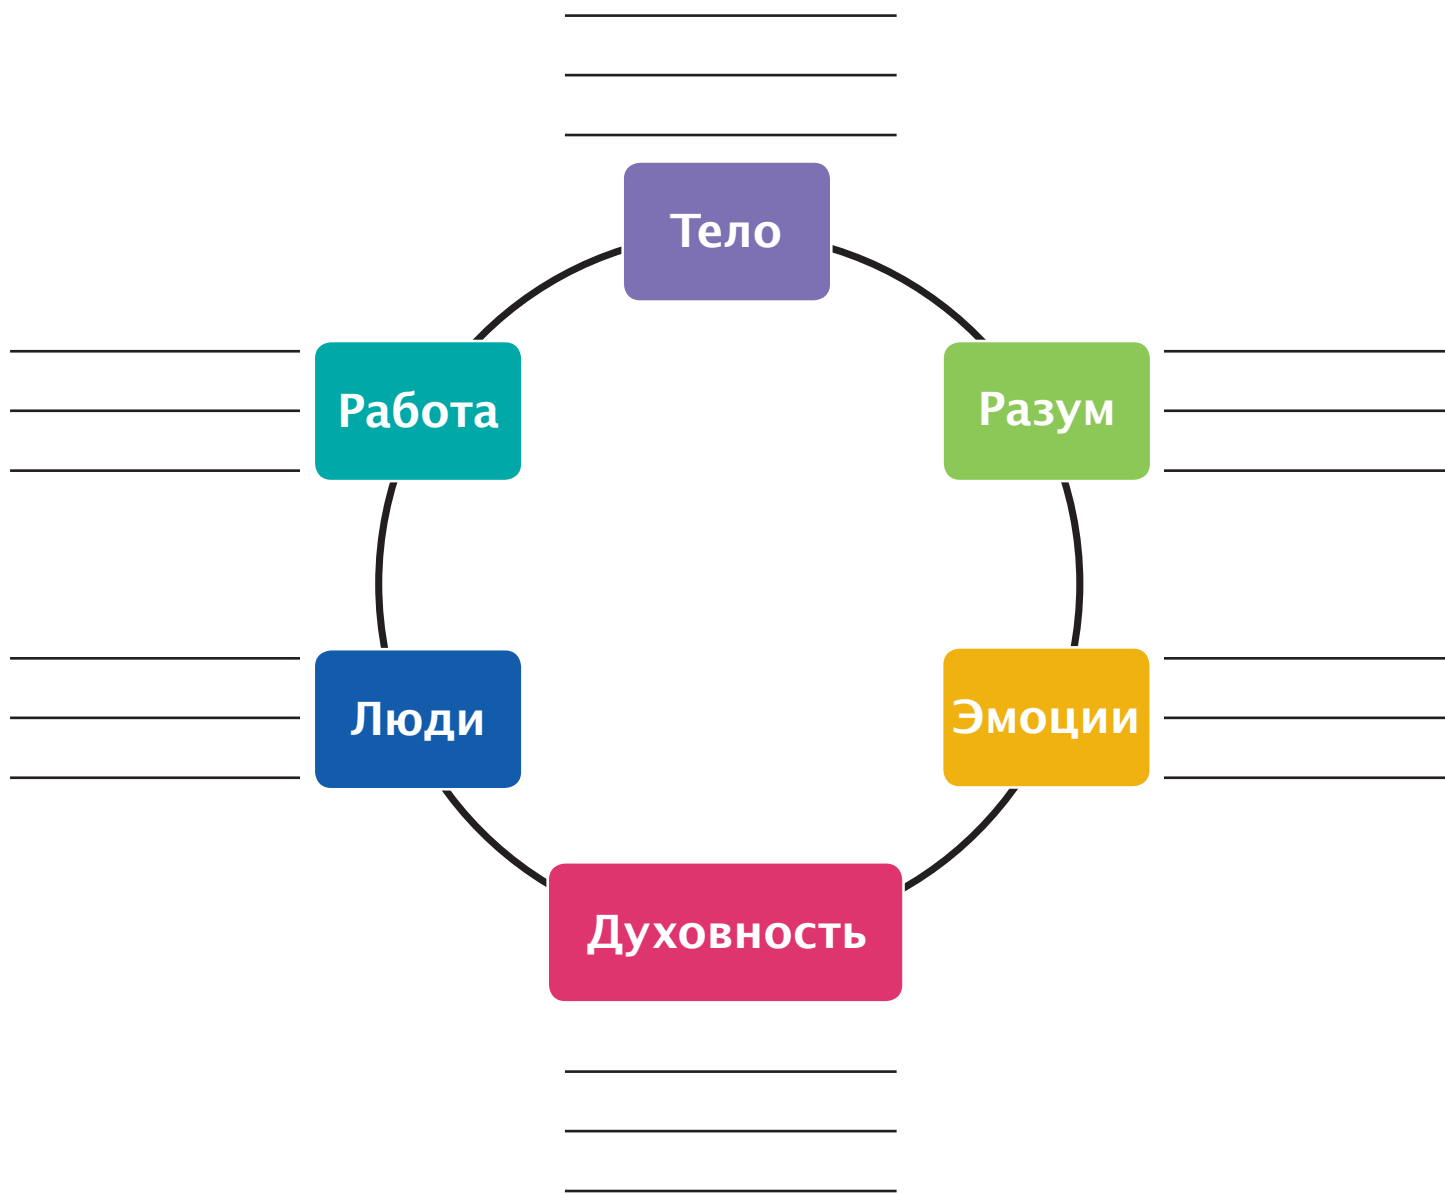 Тело
Работа
Разум
Люди
Эмоции
Духовность